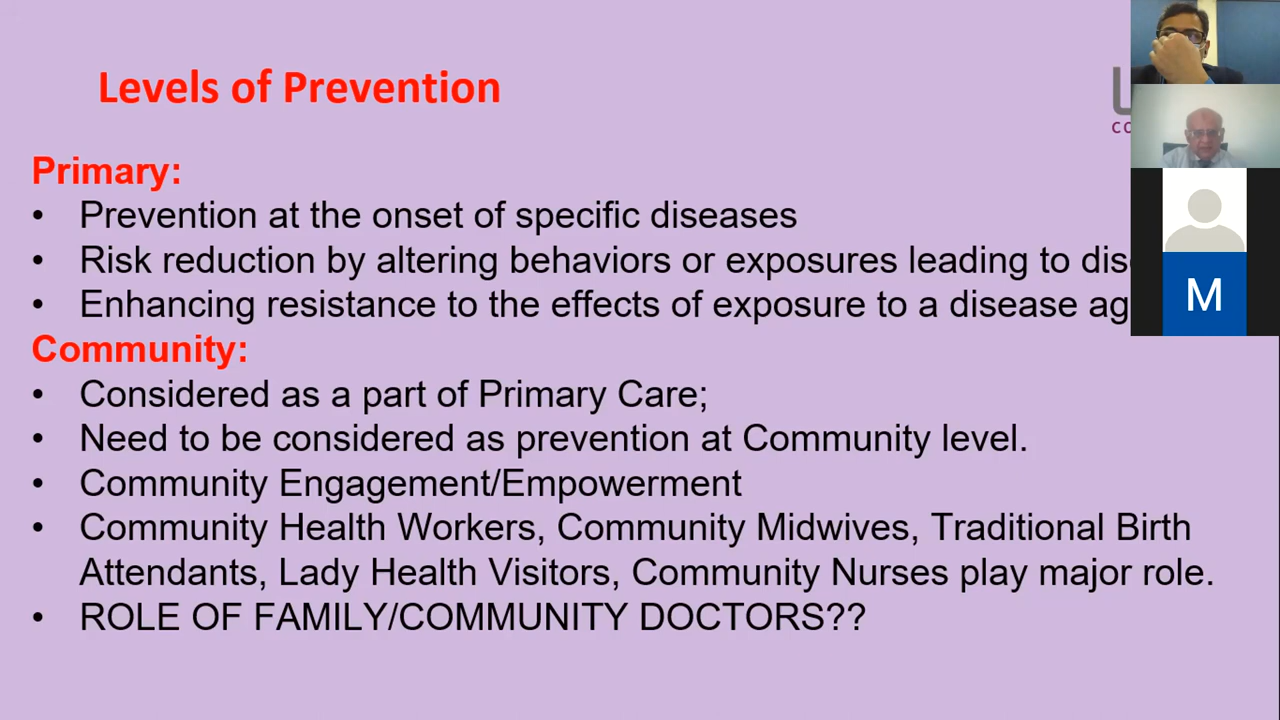 Levels of Prevention
Primary:
• Prevention at the onset of specific diseases
• Risk reduction by altering behaviors or exposures leading to
• Enhancing resistance to the effects of exposure to a disease
Community:
• Considered as a part of Primary Care;
• Need to be considered as prevention at Community level.
• Community Engagement/Empowerment
• Community Health Workers, Community Midwives, Traditional Birth
Attendants, Lady Health Visitors, Community Nurses play major role.
• ROLE OF FAMILY/COMMUNITY DOCTORS??
M